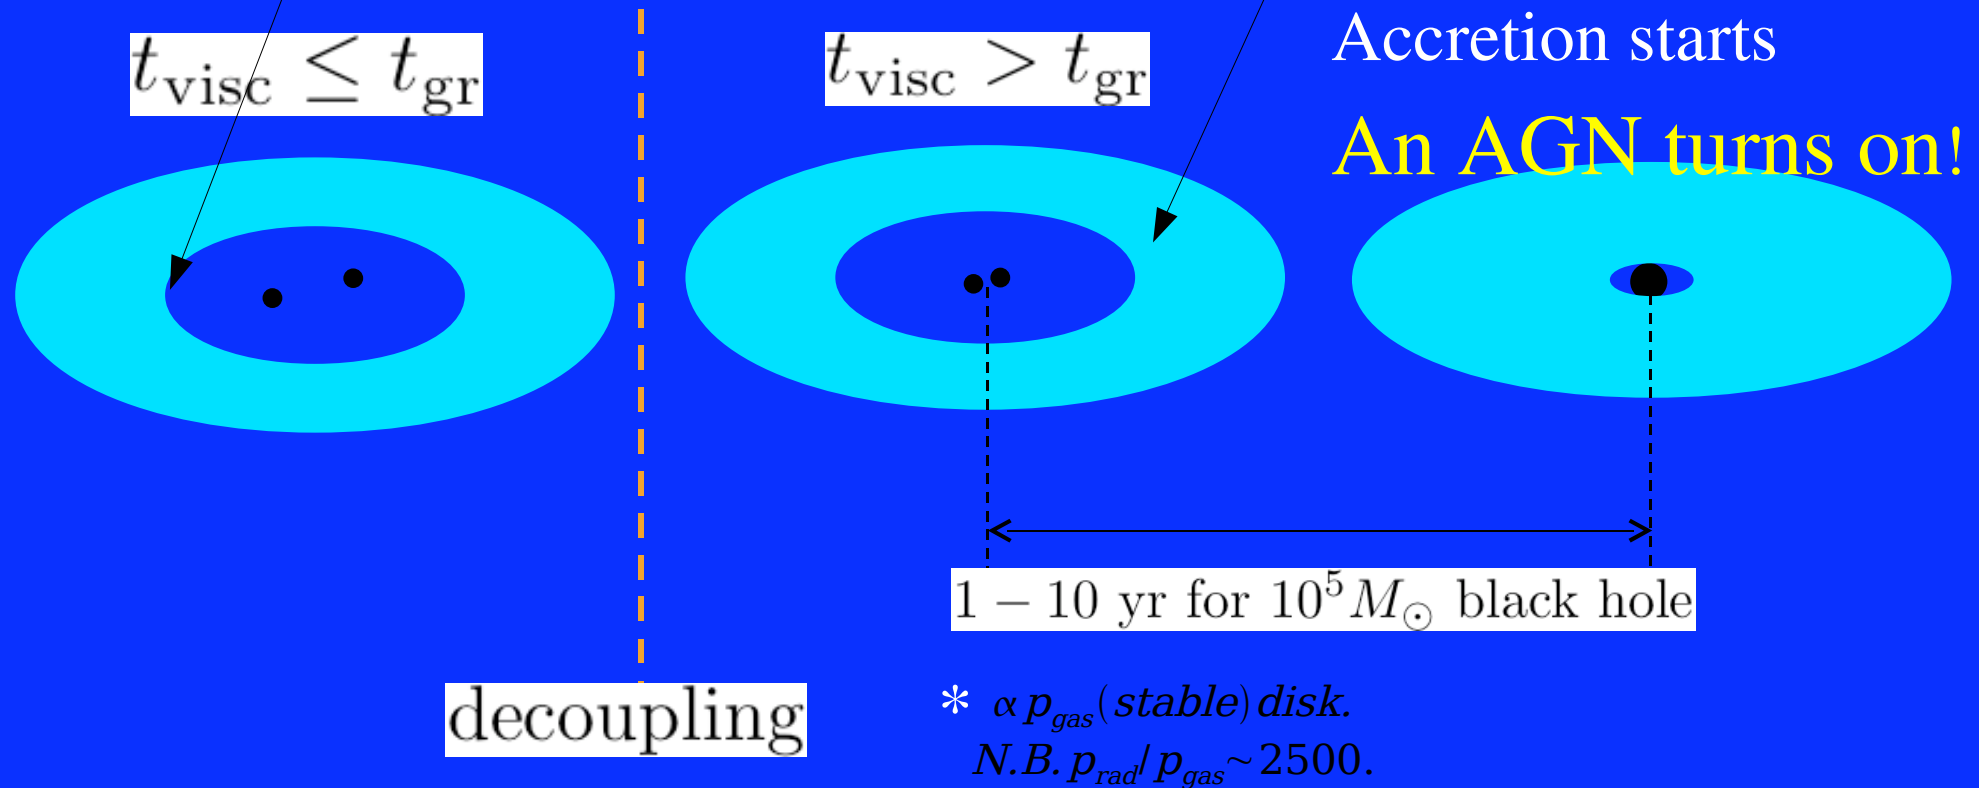 t_visc ≤ t_gr
t_visc > t_gr
Accretion starts
An AGN turns on!
1 – 10 yr for 10^5 M_⊙ black hole
decoupling
* α p_gas (stable) disk.
N.B. p_rad / p_gas ~ 2500.